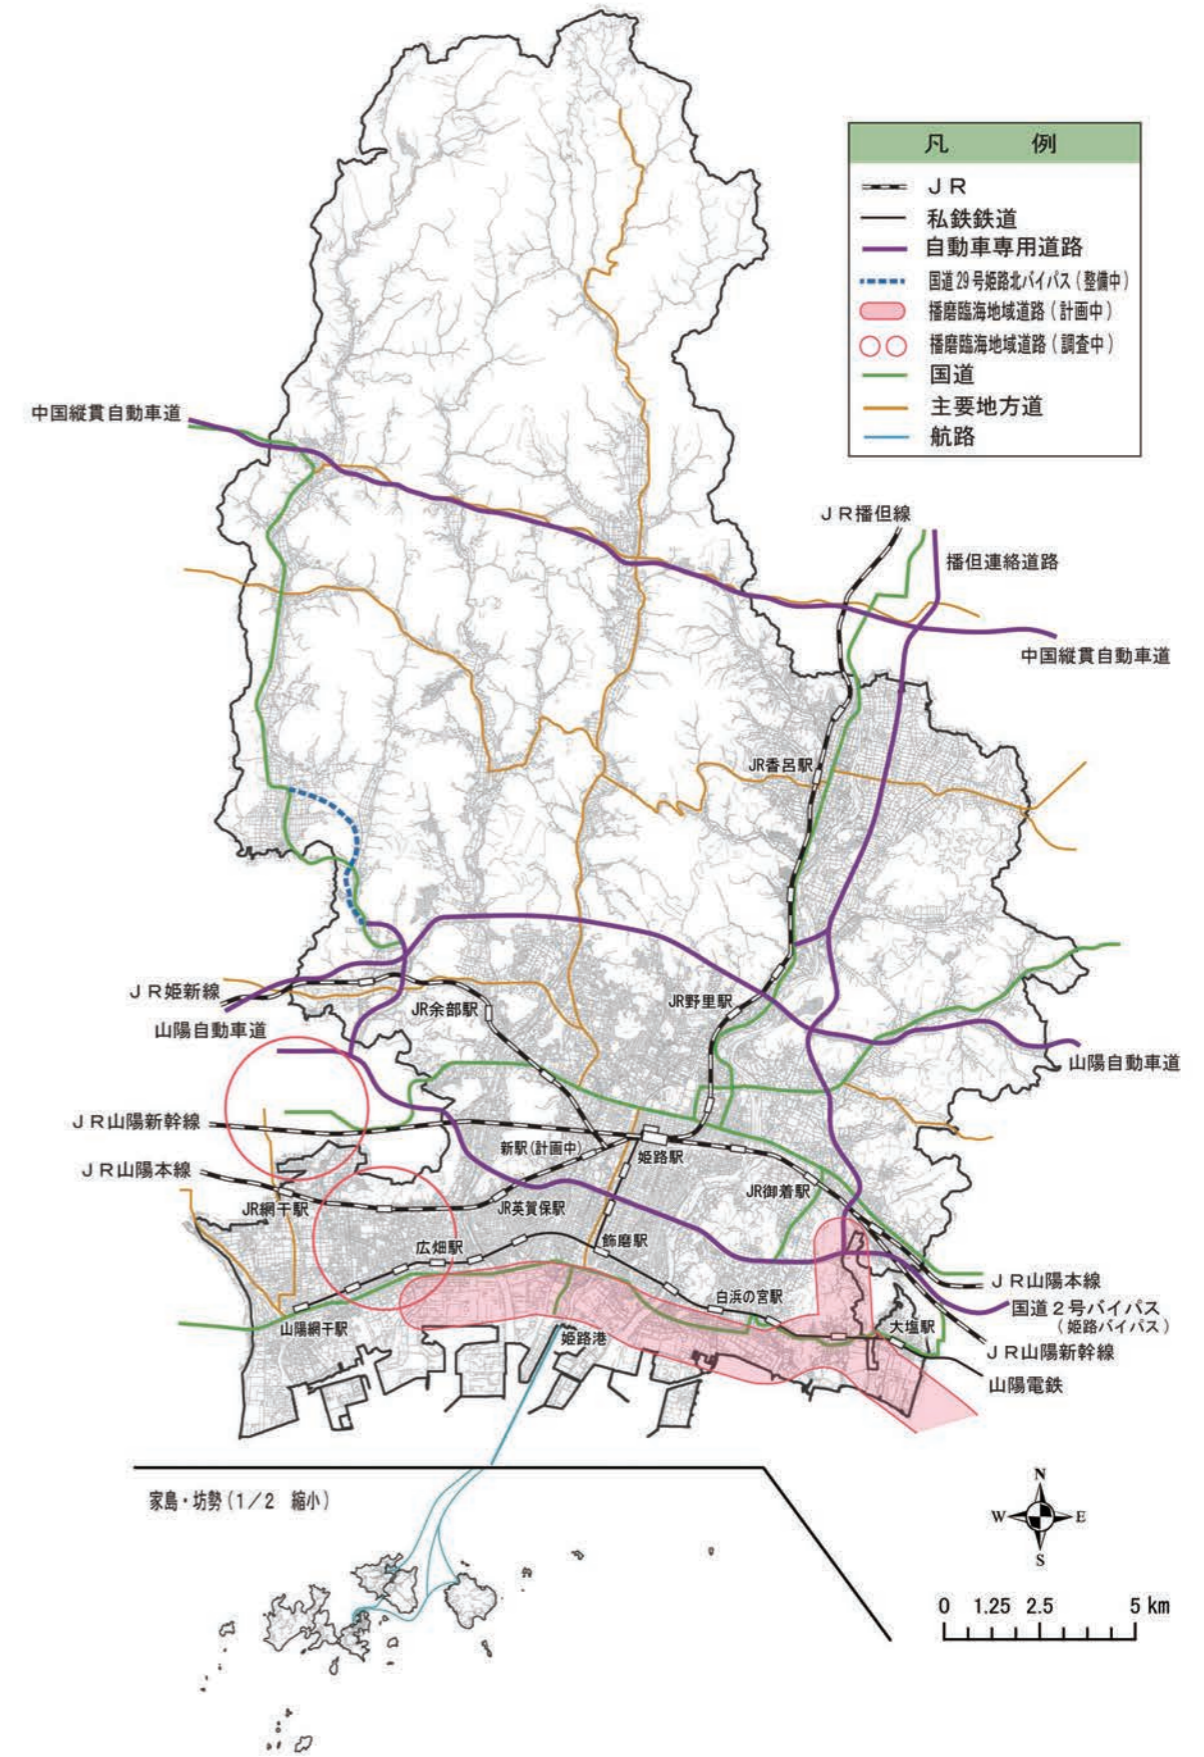 凡　例
ＪＲ
私鉄鉄道
自動車専用道路
国道29号姫路北バイパス（整備中）
播磨臨海地域道路（計画中）
播磨臨海地域道路（調査中）
国道
主要地方道
航路
中国縦貫自動車道
ＪＲ播但線
播但連絡道路
中国縦貫自動車道
JR香呂駅
ＪＲ姫新線
JR余部駅
JR野里駅
山陽自動車道
山陽自動車道
ＪＲ山陽新幹線
新駅（計画中）
姫路駅
ＪＲ山陽本線
JR御着駅
JR網干駅
JR英賀保駅
広畑駅
飾磨駅
ＪＲ山陽本線
白浜の宮駅
国道２号バイパス
（姫路バイパス）
山陽網干駅
姫路港
大塩駅
ＪＲ山陽新幹線
山陽電鉄
家島・坊勢（１／２　縮小）
N
W
E
S
0 1.25 2.5 5 km